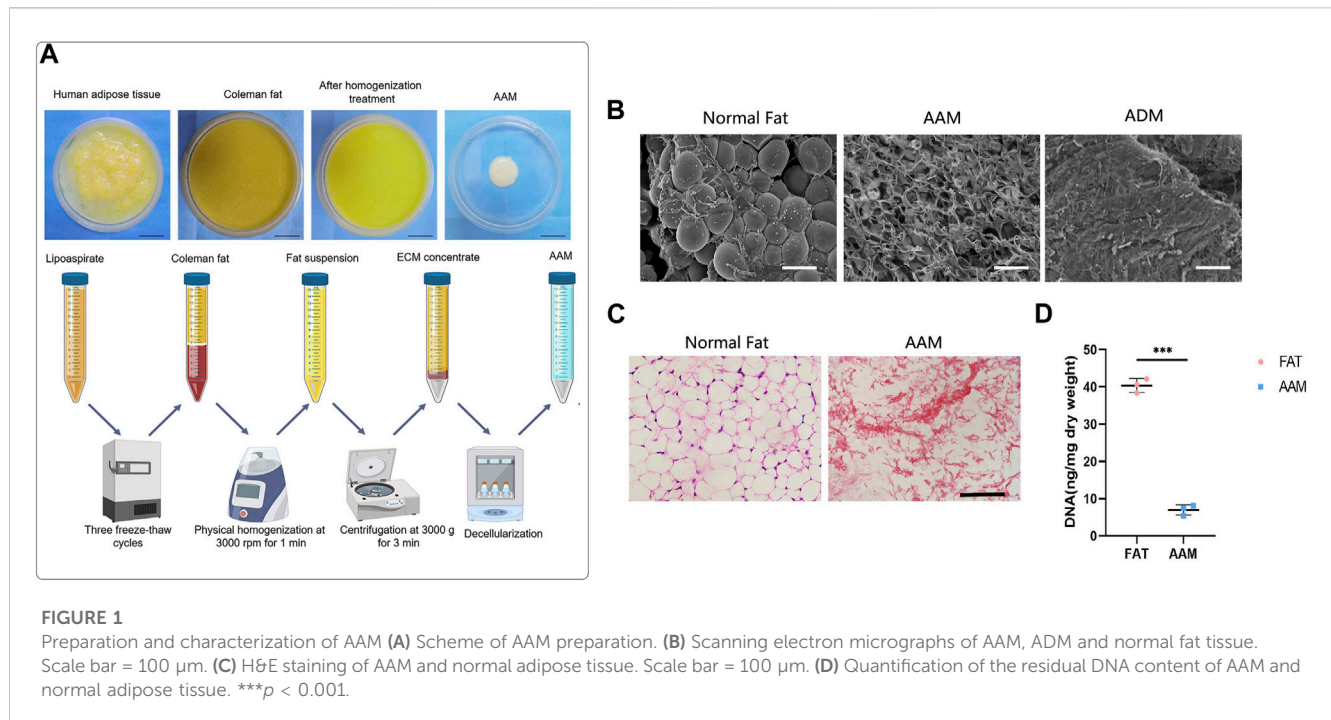 A
Human adipose tissue
Coleman fat
After homogenization
treatment
AAM
Lipoaspirate
Coleman fat
Fat suspension
ECM concentrate
AAM
Three freeze-thaw
cycles
Physical homogenization at
3000 rpm for 1 min
Centrifugation at 3000 g
for 3 min
Decellularization
B
Normal Fat
AAM
ADM
C
Normal Fat
AAM
D
DNA(ng/mg dry weight)
50
40
30
20
10
0
***
FAT
AAM
FAT
AAM
FIGURE 1
Preparation and characterization of AAM (A) Scheme of AAM preparation. (B) Scanning electron micrographs of AAM, ADM and normal fat tissue.
Scale bar = 100 μm. (C) H&E staining of AAM and normal adipose tissue. Scale bar = 100 μm. (D) Quantification of the residual DNA content of AAM and
normal adipose tissue. ***p < 0.001.